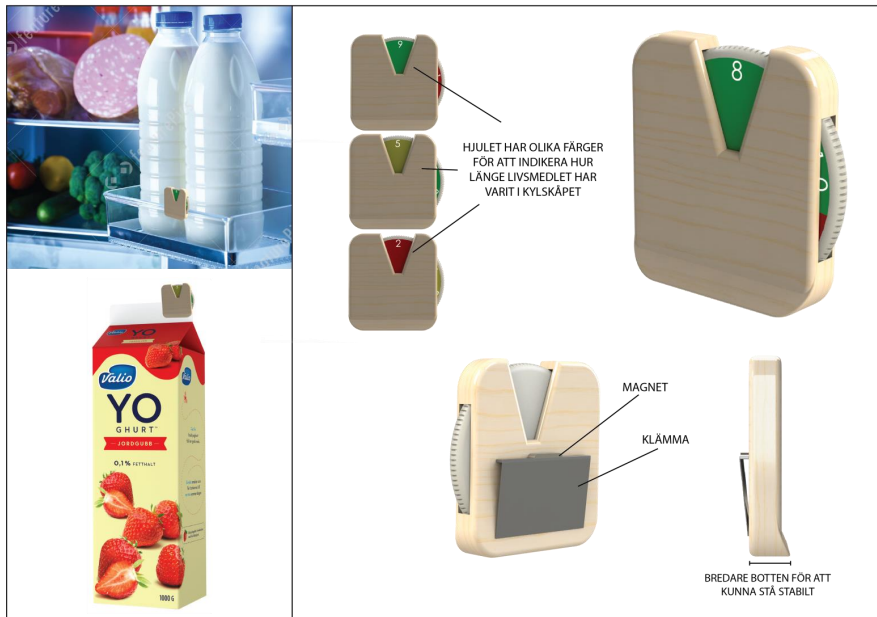 9
5
2
HJULET HAR OLIKA FÄRGER
FÖR ATT INDIKERA HUR
LÄNGE LIVSMEDLET HAR
VARIT I KYLSKÅPET
8
YO
Valio
YO
GHURT
JORDGUBB
0,1% FETTHALT
1000 G
MAGNET
KLÄMMA
BREDARE BOTTEN FÖR ATT
KUNNA STÅ STABILT